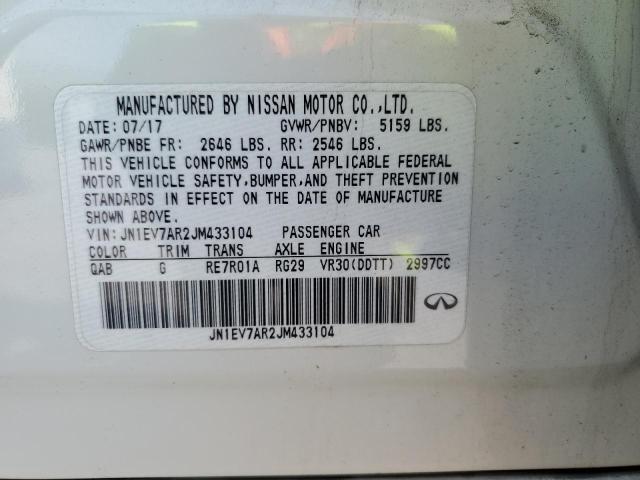 MANUFACTURED BY NISSAN MOTOR CO.,LTD.
DATE: 07/17 GVWR/PNBV: 5159 LBS.
GAWR/PNBE FR: 2646 LBS. RR: 2546 LBS.
THIS VEHICLE CONFORMS TO ALL APPLICABLE FEDERAL
MOTOR VEHICLE SAFETY,BUMPER,AND THEFT PREVENTION
STANDARDS IN EFFECT ON THE DATE OF MANUFACTURE
SHOWN ABOVE.
VIN: JN1EV7AR2JM433104 PASSENGER CAR
COLOR TRIM TRANS AXLE ENGINE
QAB G RE7R01A RG29 VR30(DDTT) 2997CC
JN1EV7AR2JM433104